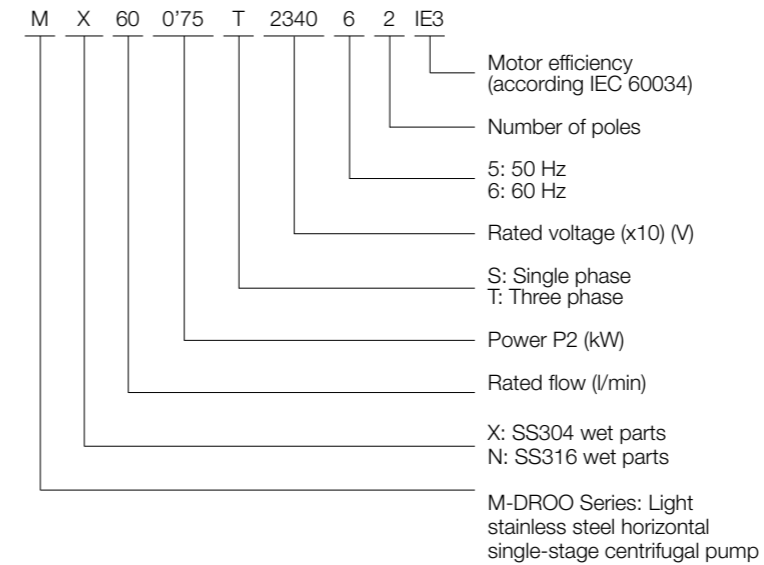 M X 60 0'75 T 2340 6 2 IE3
Motor efficiency
(according IEC 60034)
Number of poles
5: 50 Hz
6: 60 Hz
Rated voltage (x10) (V)
S: Single phase
T: Three phase
Power P2 (kW)
Rated flow (l/min)
X: SS304 wet parts
N: SS316 wet parts
M-DROO Series: Light
stainless steel horizontal
single-stage centrifugal pump